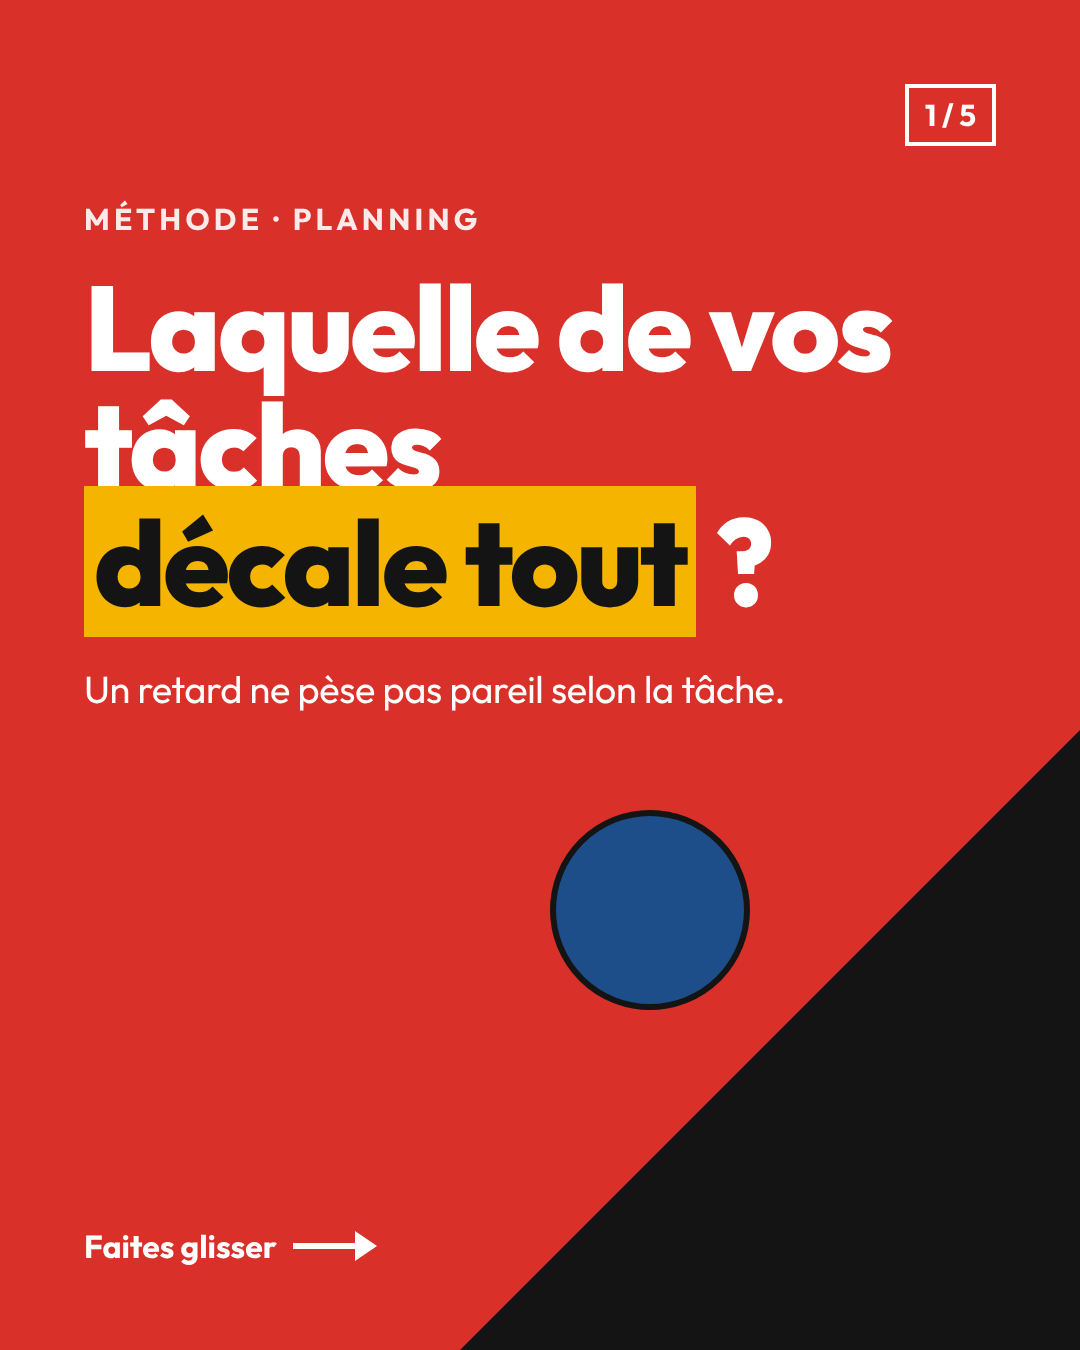 1 / 5
MÉTHODE · PLANNING
Laquelle de vos
tâches
décale tout ?
Un retard ne pèse pas pareil selon la tâche.
Faites glisser